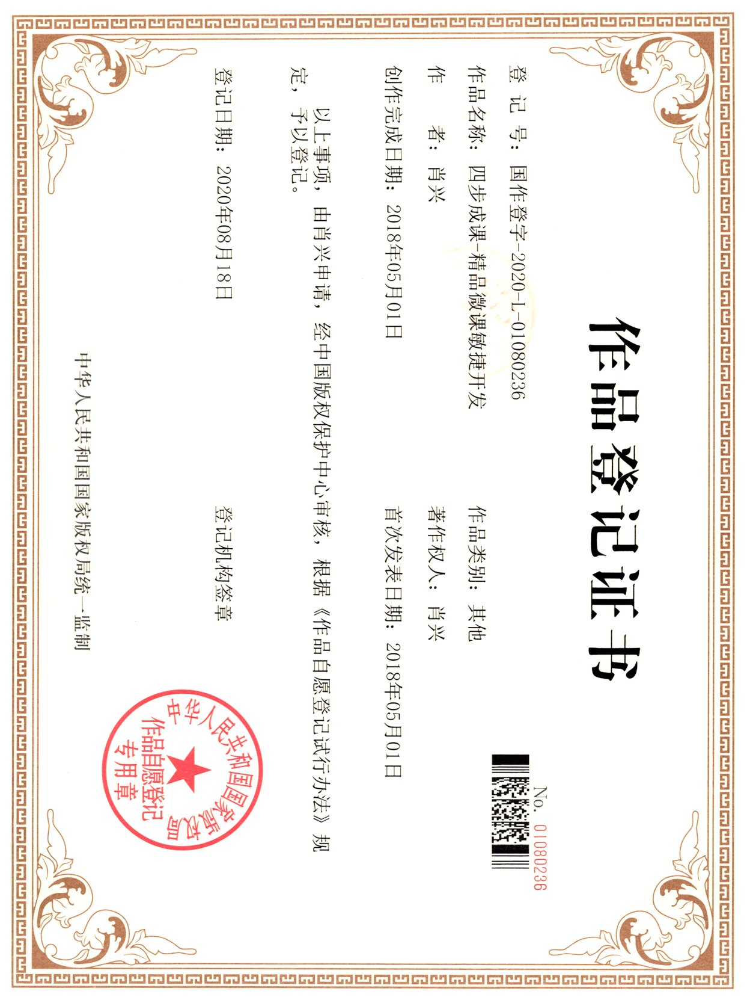 作品登记证书
No. 01080236
登 记 号：国作登字-2020-L-01080236
作品名称：四步成课-精品微课敏捷开发 作品类别：其他
作 者：肖兴 著作权人：肖兴
创作完成日期：2018年05月01日 首次发表日期：2018年05月01日
以上事项，由肖兴申请，经中国版权保护中心审核，根据《作品自愿登记试行办法》规
定，予以登记。
登记日期：2020年08月18日 登记机构签章
中华人民共和国国家版权局
作品自愿登记
专用章
中华人民共和国国家版权局统一监制